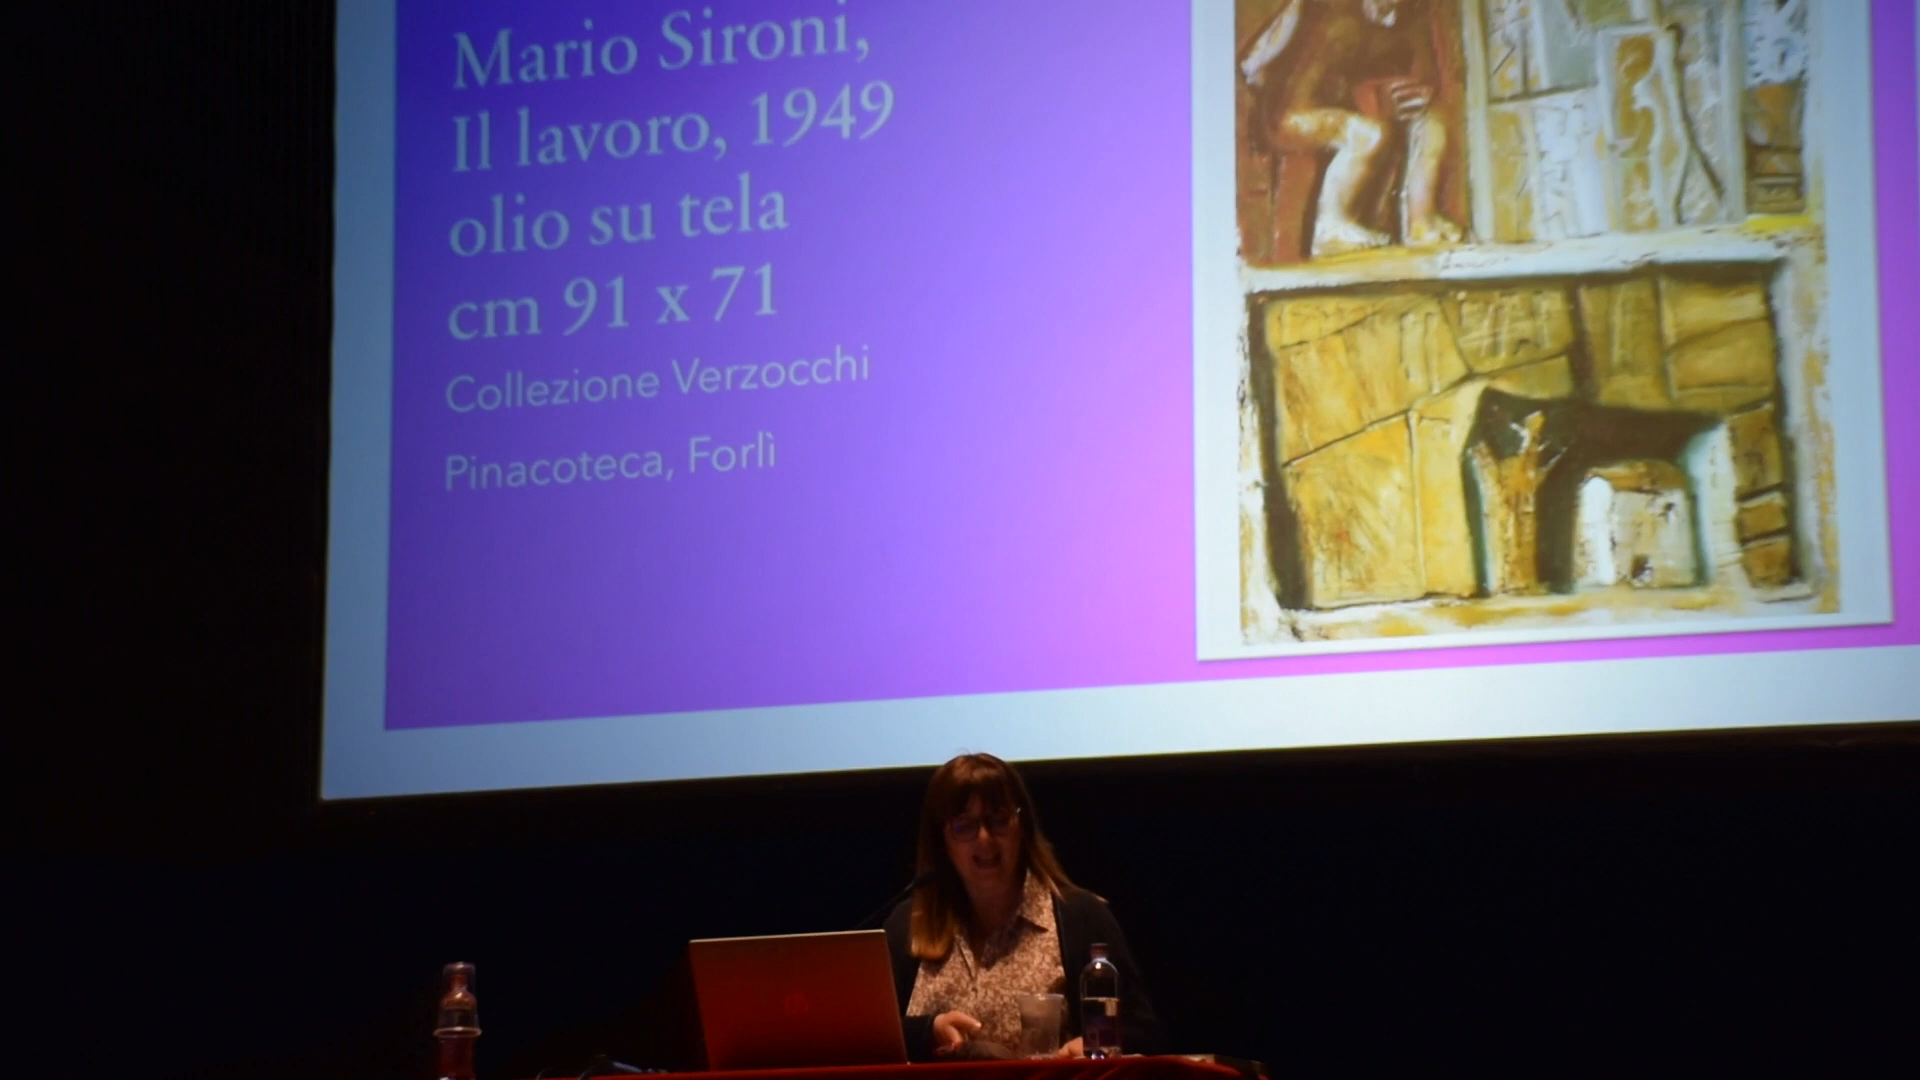 Mario Sironi,
Il lavoro, 1949
olio su tela
cm 91 x 71
Collezione Verzocchi
Pinacoteca, Forlì